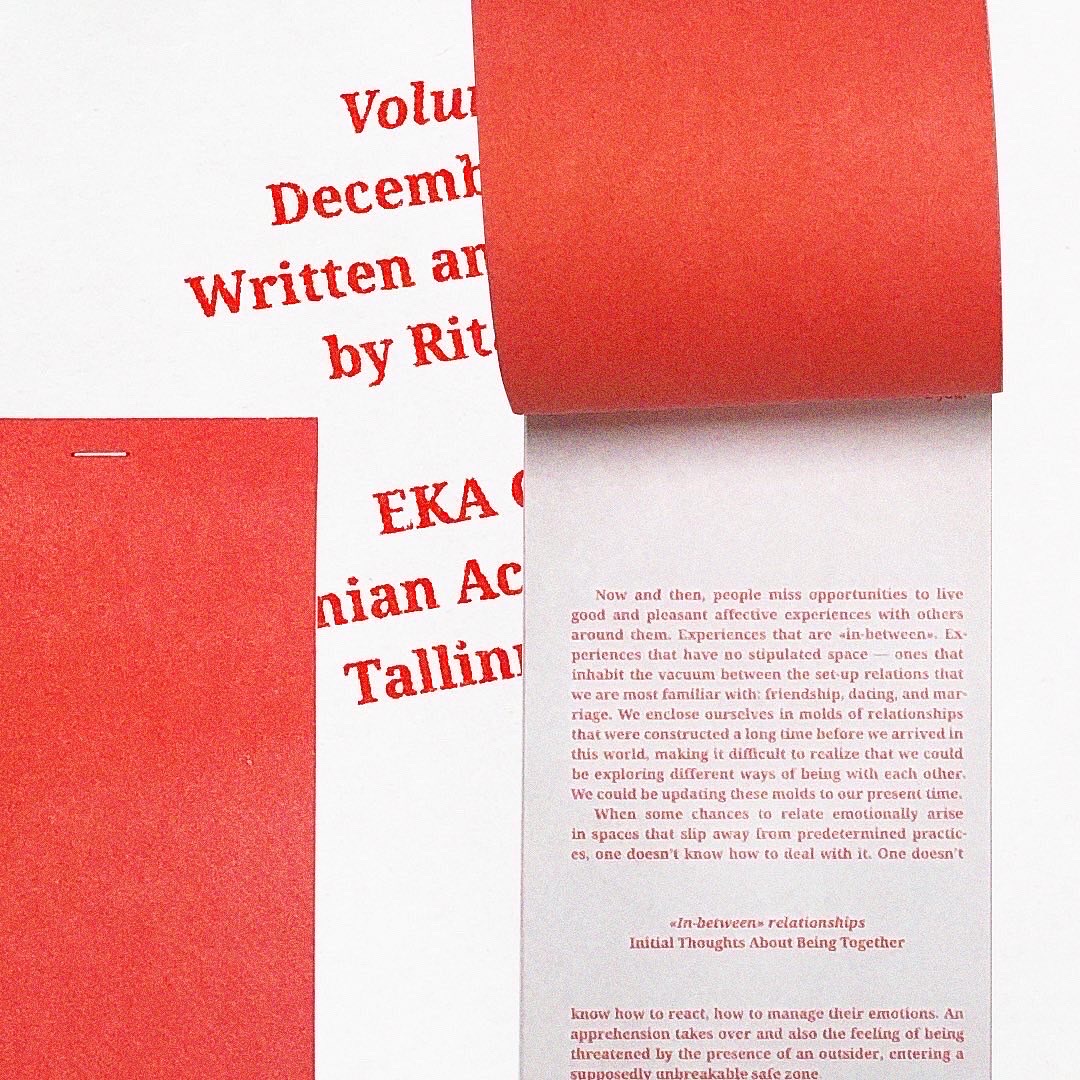 Volu
Decemb
Written an
by Rit
EKA
nian Ac
Tallinn
Now and then, people miss opportunities to live
good and pleasant affective experiences with others
around them. Experiences that are «in-between». Ex-
periences that have no stipulated space — ones that
inhabit the vacuum between the set-up relations that
we are most familiar with: friendship, dating, and mar-
riage. We enclose ourselves in molds of relationships
that were constructed a long time before we arrived in
this world, making it difficult to realize that we could
be exploring different ways of being with each other.
We could be updating these molds to our present time.
When some chances to relate emotionally arise
in spaces that slip away from predetermined practic-
es, one doesn't know how to deal with it. One doesn't
«In-between» relationships
Initial Thoughts About Being Together
know how to react, how to manage their emotions. An
apprehension takes over and also the feeling of being
threatened by the presence of an outsider, entering a
supposedly unbreakable safe zone.